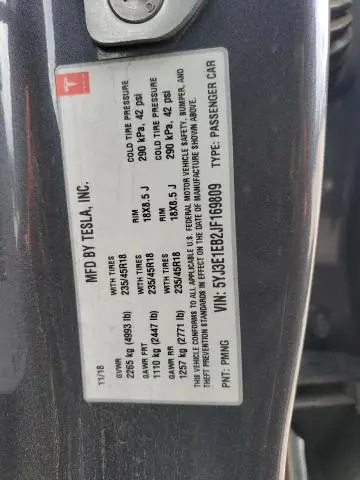 TESLA
MFD BY TESLA, INC.
11/18
GVWR
2265 kg (4993 lb)
GAWR FRT
1110 kg (2447 lb)
GAWR RR
1257 kg (2771 lb)
WITH TIRES
235/45R18
WITH TIRES
235/45R18
RIM
18X8.5 J
RIM
18X8.5 J
COLD TIRE PRESSURE
290 kPa, 42 psi
COLD TIRE PRESSURE
290 kPa, 42 psi
THIS VEHICLE CONFORMS TO ALL APPLICABLE U.S. FEDERAL MOTOR VEHICLE SAFETY, BUMPER, AND
THEFT PREVENTION STANDARDS IN EFFECT ON THE DATE OF MANUFACTURE SHOWN ABOVE.
VIN: 5YJ3E1EB2JF169809
TYPE: PASSENGER CAR
PNT: PMNG